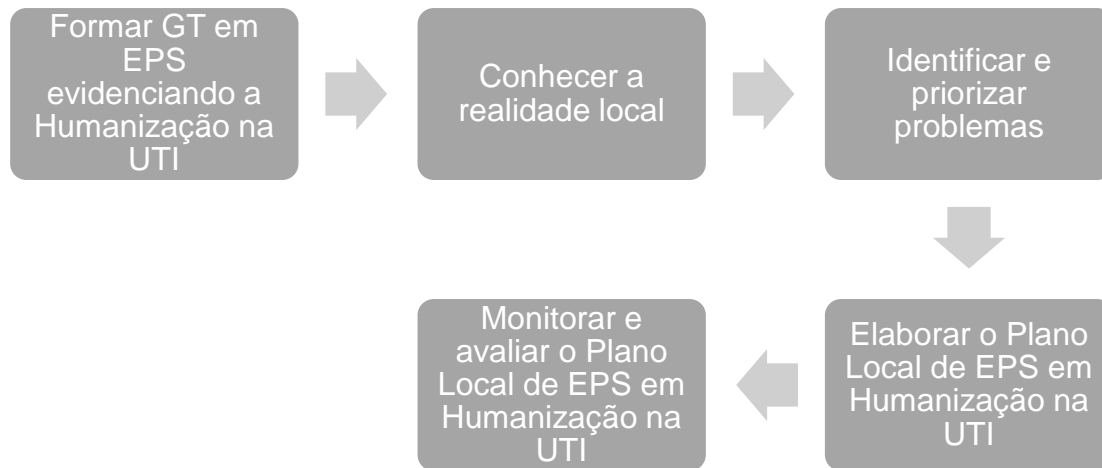 Formar GT em
EPS
evidenciando a
Humanização na
UTI
Conhecer a
realidade local
Identificar e
priorizar
problemas
Elaborar o Plano
Local de EPS em
Humanização na
UTI
Monitorar e
avaliar o Plano
Local de EPS em
Humanização na
UTI